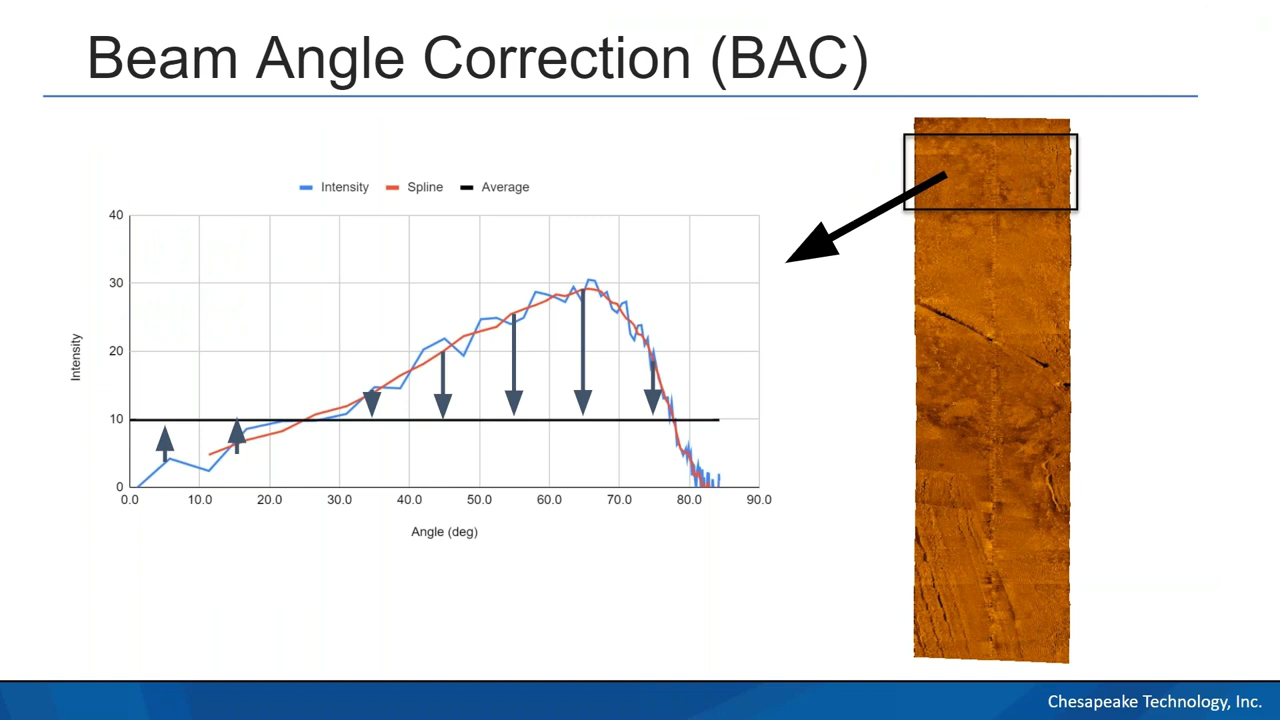 Beam Angle Correction (BAC)
Intensity Spline Average
40
30
20
10
0
Intensity
0.0 10.0 20.0 30.0 40.0 50.0 60.0 70.0 80.0 90.0
Angle (deg)
Chesapeake Technology, Inc.